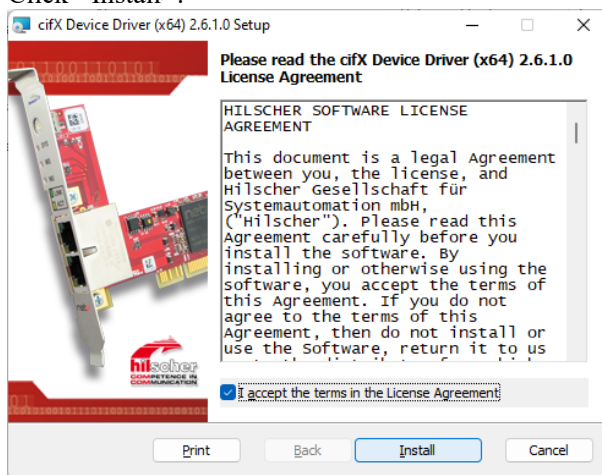 cifX Device Driver (x64) 2.6.1.0 Setup
Please read the cifX Device Driver (x64) 2.6.1.0
License Agreement
HILSCHER SOFTWARE LICENSE
AGREEMENT
This document is a legal Agreement
between you, the license, and
Hilscher Gesellschaft für
Systemautomation mbH,
("Hilscher"). Please read this
Agreement carefully before you
install the software. By
installing or otherwise using the
software, you accept the terms of
this Agreement. If you do not
agree to the terms of this
Agreement, then do not install or
use the Software, return it to us
hilscher
COMPETENCE IN
COMMUNICATION
I accept the terms in the License Agreement
Print
Back
Install
Cancel